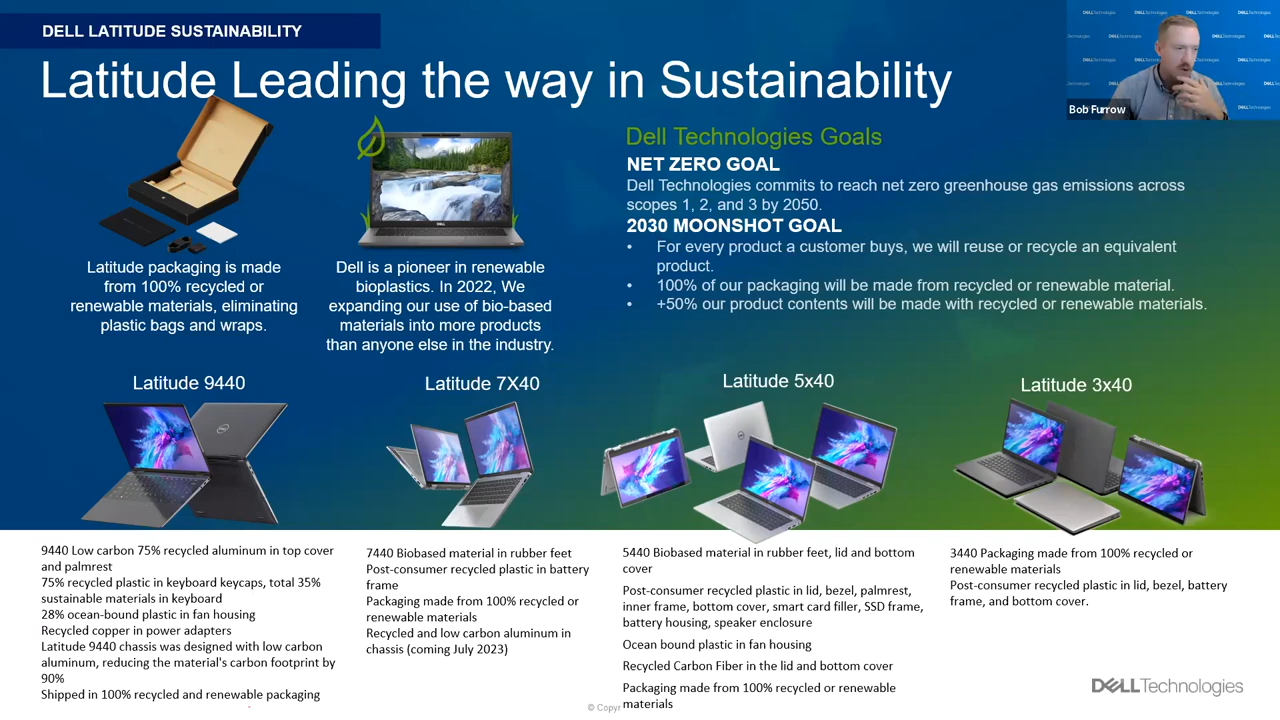 DELL LATITUDE SUSTAINABILITY
Latitude Leading the way in Sustainability
Bob Furrow
Latitude packaging is made
from 100% recycled or
renewable materials, eliminating
plastic bags and wraps.
Dell is a pioneer in renewable
bioplastics. In 2022, We
expanding our use of bio-based
materials into more products
than anyone else in the industry.
Dell Technologies Goals
NET ZERO GOAL
Dell Technologies commits to reach net zero greenhouse gas emissions across
scopes 1, 2, and 3 by 2050.
2030 MOONSHOT GOAL
• For every product a customer buys, we will reuse or recycle an equivalent
product.
• 100% of our packaging will be made from recycled or renewable material.
• +50% our product contents will be made with recycled or renewable materials.
Latitude 9440
Latitude 7X40
Latitude 5x40
Latitude 3x40
9440 Low carbon 75% recycled aluminum in top cover
and palmrest
75% recycled plastic in keyboard keycaps, total 35%
sustainable materials in keyboard
28% ocean-bound plastic in fan housing
Recycled copper in power adapters
Latitude 9440 chassis was designed with low carbon
aluminum, reducing the material's carbon footprint by
90%
Shipped in 100% recycled and renewable packaging
7440 Biobased material in rubber feet
Post-consumer recycled plastic in battery
frame
Packaging made from 100% recycled or
renewable materials
Recycled and low carbon aluminum in
chassis (coming July 2023)
5440 Biobased material in rubber feet, lid and bottom
cover
Post-consumer recycled plastic in lid, bezel, palmrest,
inner frame, bottom cover, smart card filler, SSD frame,
battery housing, speaker enclosure
Ocean bound plastic in fan housing
Recycled Carbon Fiber in the lid and bottom cover
Packaging made from 100% recycled or renewable
materials
3440 Packaging made from 100% recycled or
renewable materials
Post-consumer recycled plastic in lid, bezel, battery
frame, and bottom cover.
© Copyr
DELL Technologies